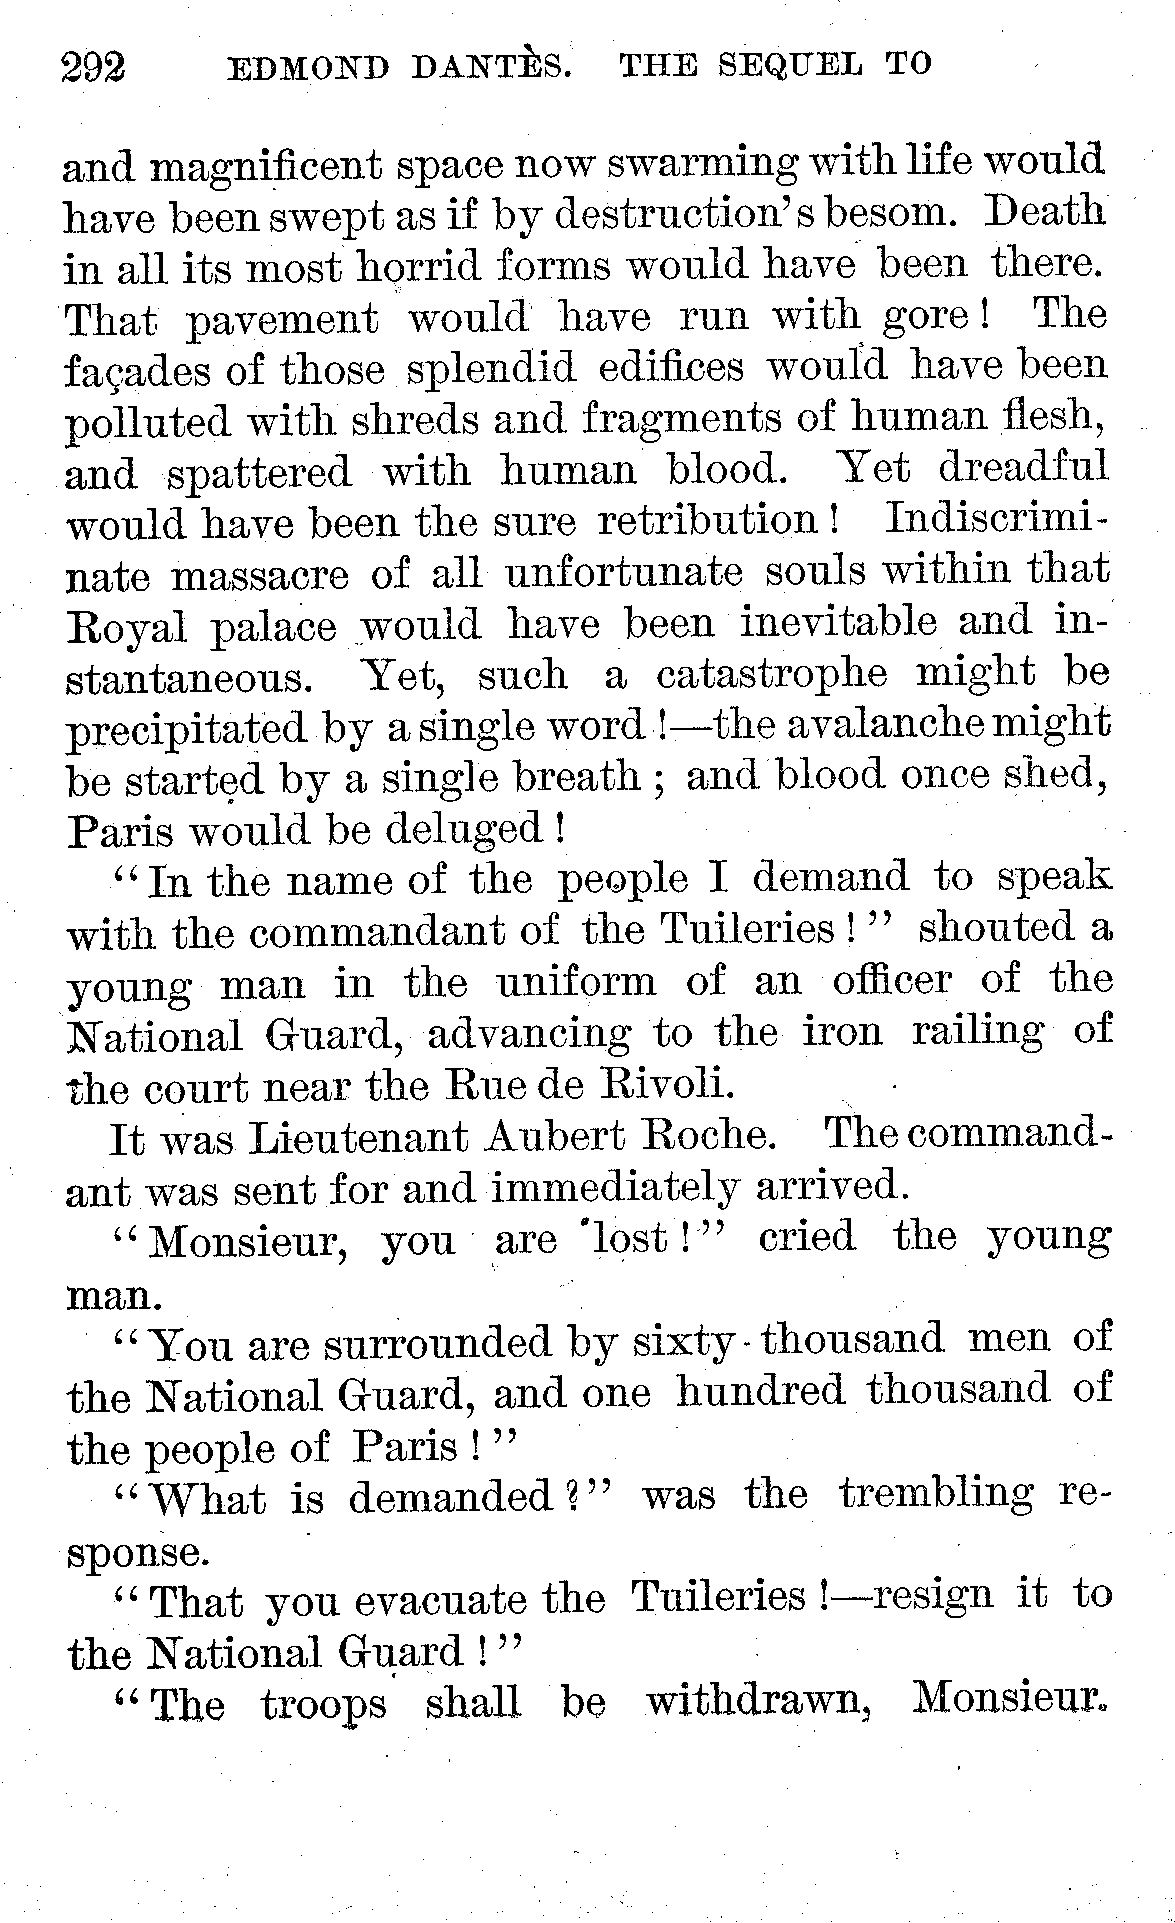 292 EDMOND DANTÈS. THE SEQUEL TO
and magnificent space now swarming with life would
have been swept as if by destruction's besom. Death
in all its most horrid forms would have been there.
That pavement would have run with gore! The
façades of those splendid edifices would have been
polluted with shreds and fragments of human flesh,
and spattered with human blood. Yet dreadful
would have been the sure retribution! Indiscrimi-
nate massacre of all unfortunate souls within that
Royal palace would have been inevitable and in-
stantaneous. Yet, such a catastrophe might be
precipitated by a single word!—the avalanche might
be started by a single breath; and blood once shed,
Paris would be deluged!
"In the name of the people I demand to speak
with the commandant of the Tuileries!" shouted a
young man in the uniform of an officer of the
National Guard, advancing to the iron railing of
the court near the Rue de Rivoli.
It was Lieutenant Aubert Roche. The command-
ant was sent for and immediately arrived.
"Monsieur, you are lost!" cried the young
man.
"You are surrounded by sixty-thousand men of
the National Guard, and one hundred thousand of
the people of Paris!"
"What is demanded?" was the trembling re-
sponse.
"That you evacuate the Tuileries!—resign it to
the National Guard!"
"The troops shall be withdrawn, Monsieur.